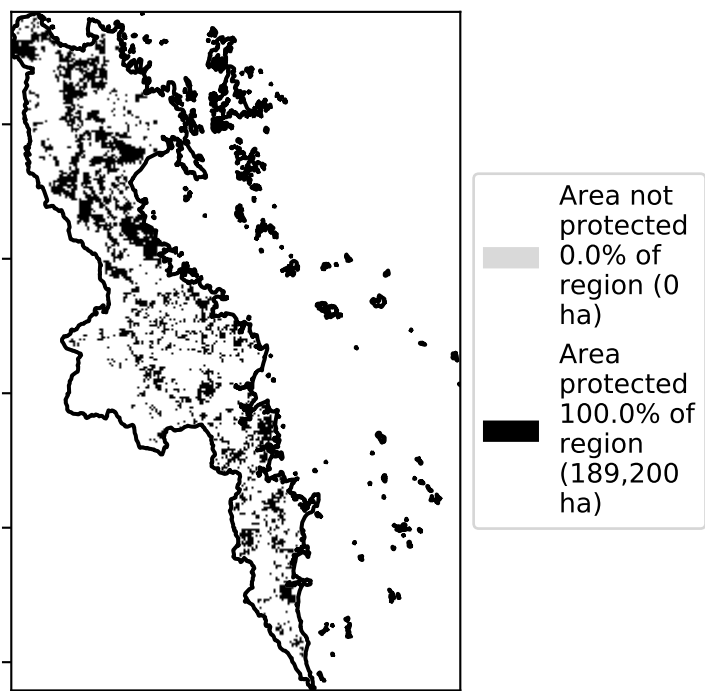 Area not
protected
0.0% of
region (0
ha)
Area
protected
100.0% of
region
(189,200
ha)